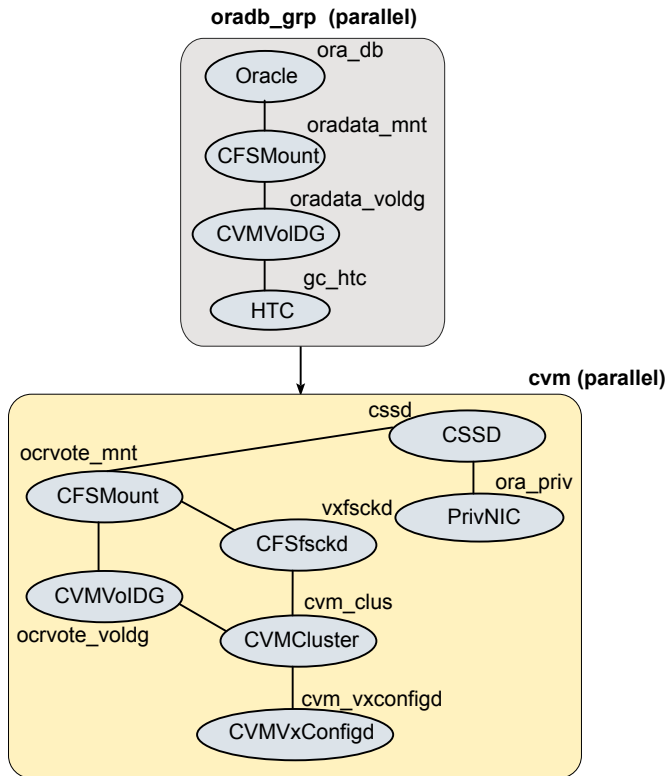 oradb_grp (parallel)
ora_db
Oracle
oradata_mnt
CFSMount
oradata_voldg
CVMVolDG
gc_htc
HTC
cvm (parallel)
cssd
CSSD
ocrvote_mnt
ora_priv
CFSMount
vxfsckd
PrivNIC
CFSfsckd
CVMVolDG
cvm_clus
ocrvote_voldg
CVMCluster
cvm_vxconfigd
CVMVxConfigd